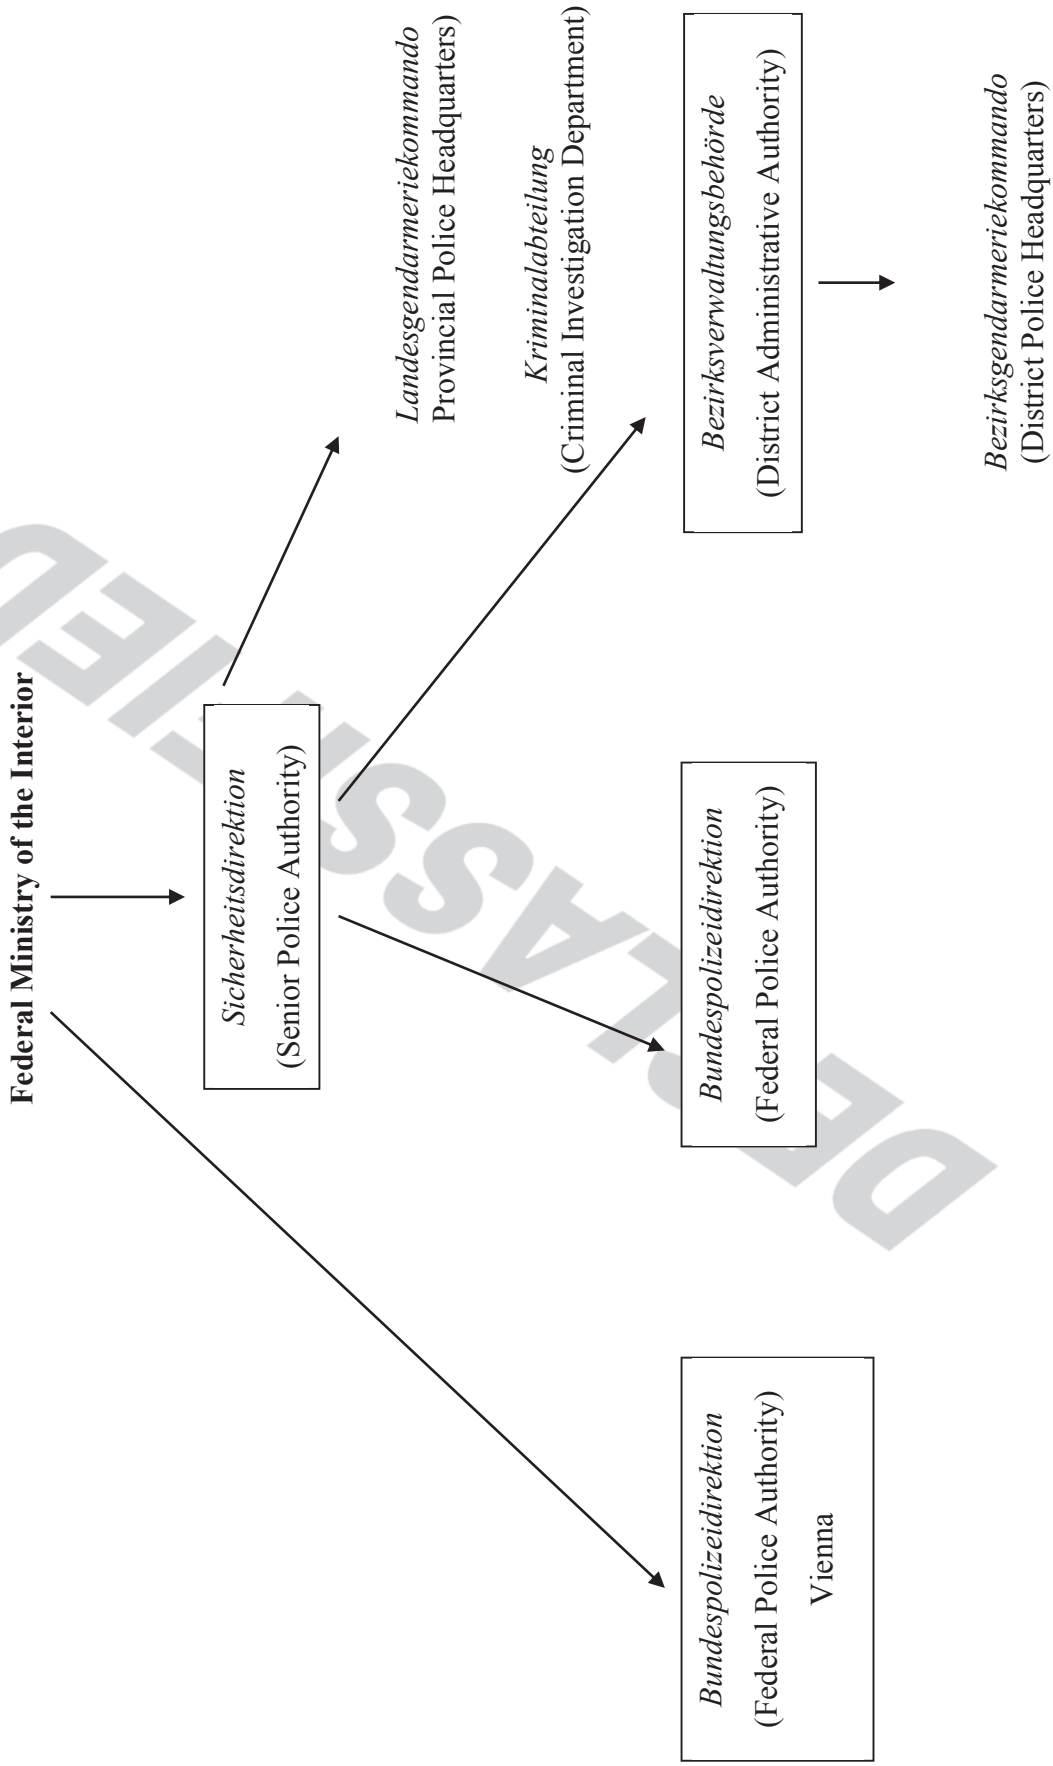 Federal Ministry of the Interior
Sicherheitsdirektion
(Senior Police Authority)
Landesgendarmeriekommando
Provincial Police Headquarters)
Kriminalabteilung
(Criminal Investigation Department)
Bundespolizeidirektion
(Federal Police Authority)
Vienna
Bundespolizeidirektion
(Federal Police Authority)
Bezirksverwaltungsbehörde
(District Administrative Authority)
Bezirksgendarmeriekommando
(District Police Headquarters)
DECLASSIFIED